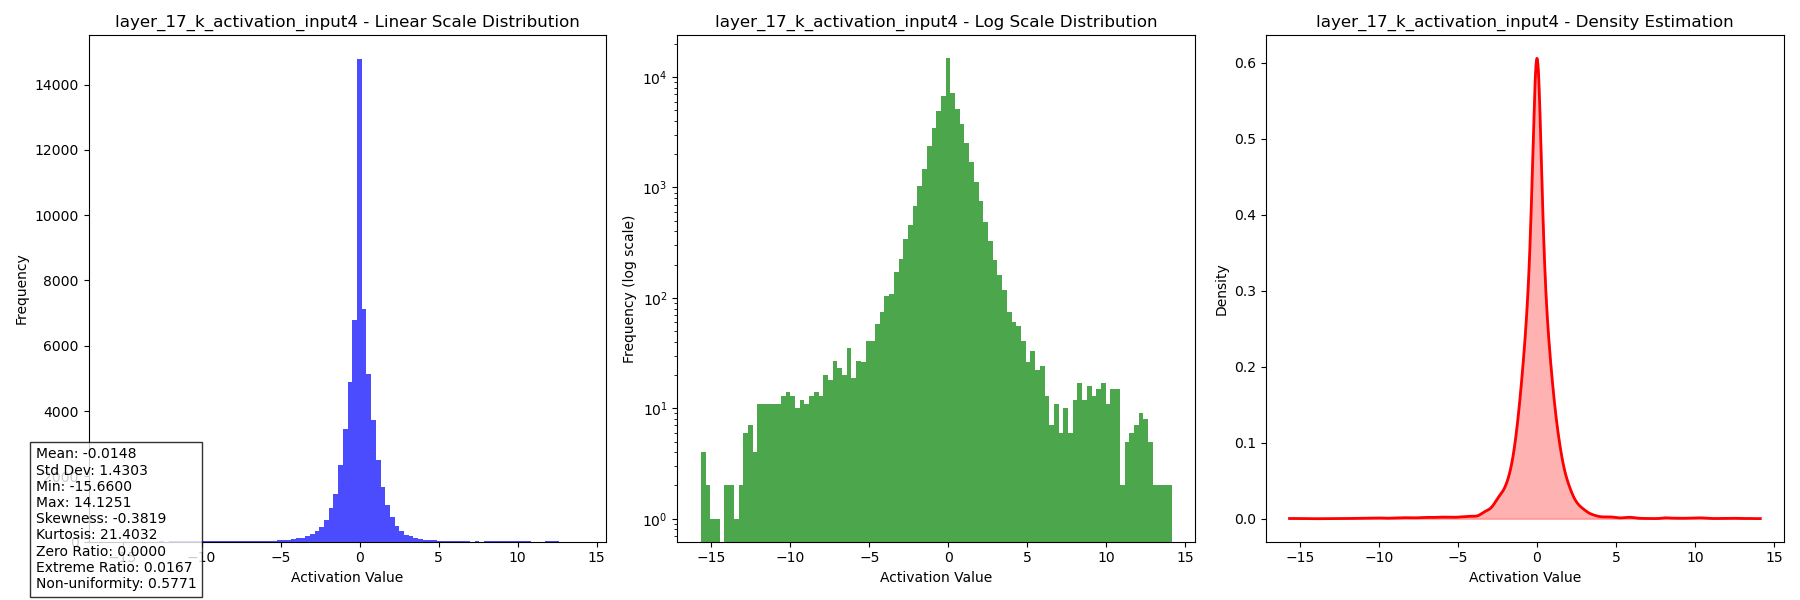 layer_17_k_activation_input4 - Linear Scale Distribution
Frequency
14000
12000
10000
8000
6000
4000
2000
0
−10
−5
0
5
10
15
Activation Value
Mean: -0.0148
Std Dev: 1.4303
Min: -15.6600
Max: 14.1251
Skewness: -0.3819
Kurtosis: 21.4032
Zero Ratio: 0.0000
Extreme Ratio: 0.0167
Non-uniformity: 0.5771
layer_17_k_activation_input4 - Log Scale Distribution
Frequency (log scale)
10⁴
10³
10²
10¹
10⁰
−15
−10
−5
0
5
10
15
Activation Value
layer_17_k_activation_input4 - Density Estimation
Density
0.6
0.5
0.4
0.3
0.2
0.1
0.0
−15
−10
−5
0
5
10
15
Activation Value